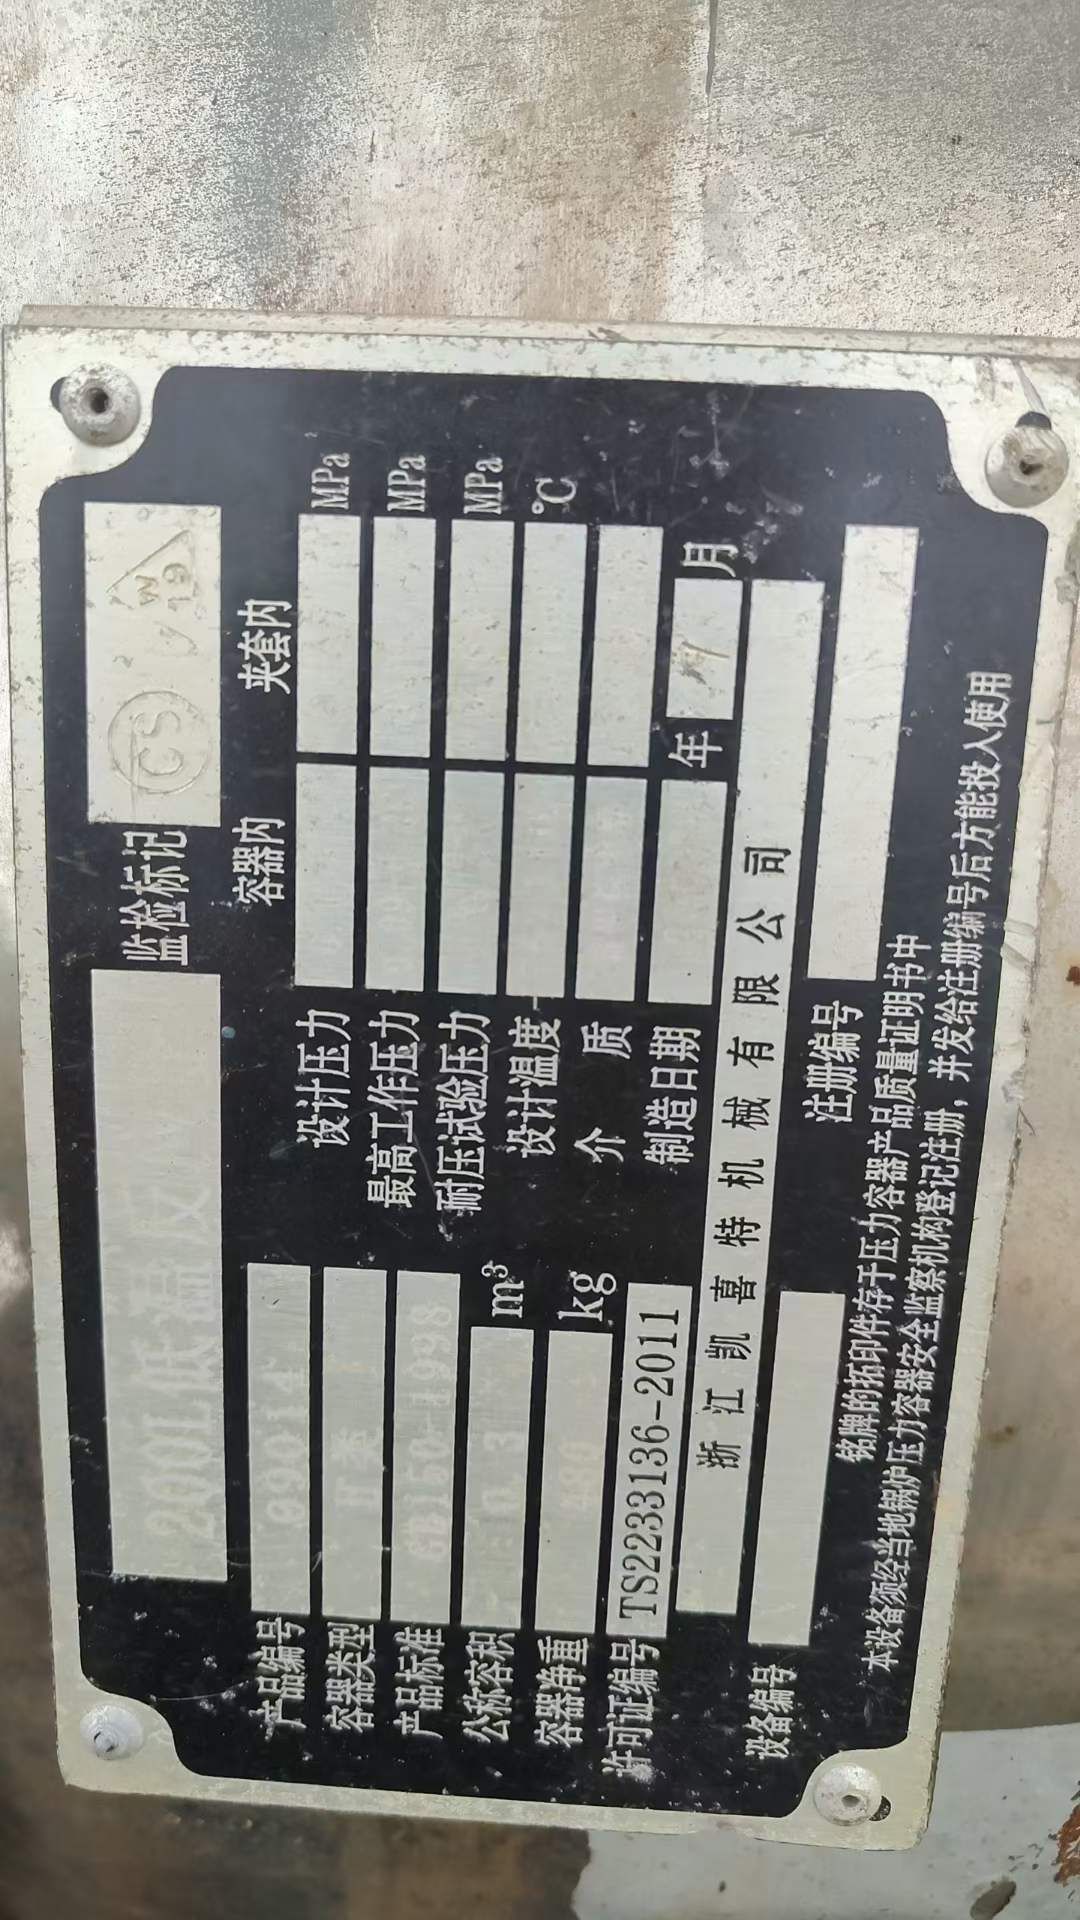 200L低温
监检标记
CS
W
19
产品编号 99014
容器类型 II类
产品标准 GB150-1998
公称容积 m³
容器净重 kg
许可证编号 TS2233136-2011
容器内 夹套内
设计压力 MPa
最高工作压力 MPa
耐压试验压力 MPa
设计温度 ℃
介 质
制造日期 年 月
浙江凯喜特机械有限公司
设备编号
注册编号
铭牌的拓印件存于压力容器产品质量证明书中
本设备须经当地锅炉压力容器安全监察机构登记注册，并发给注册编号后方能投入使用